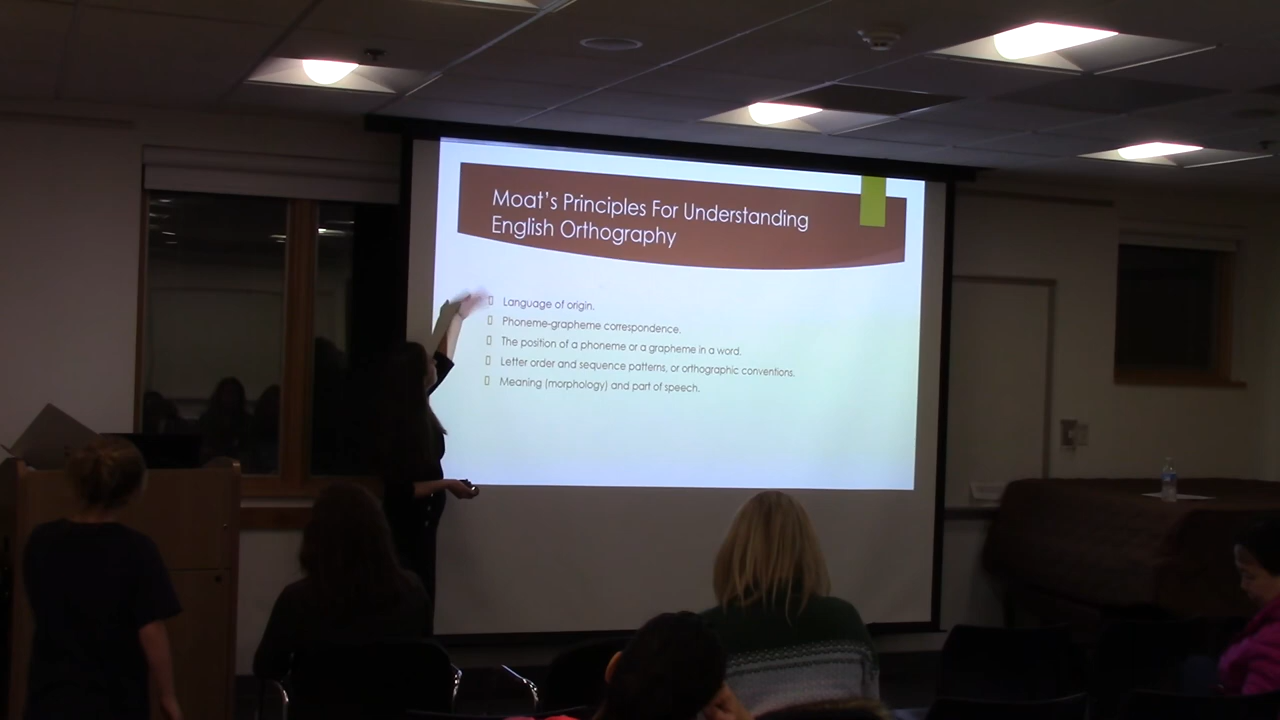 Moat's Principles For Understanding
English Orthography
Language of origin.
Phoneme-grapheme correspondence.
The position of a phoneme or a grapheme in a word.
Letter order and sequence patterns, or orthographic conventions.
Meaning (morphology) and part of speech.